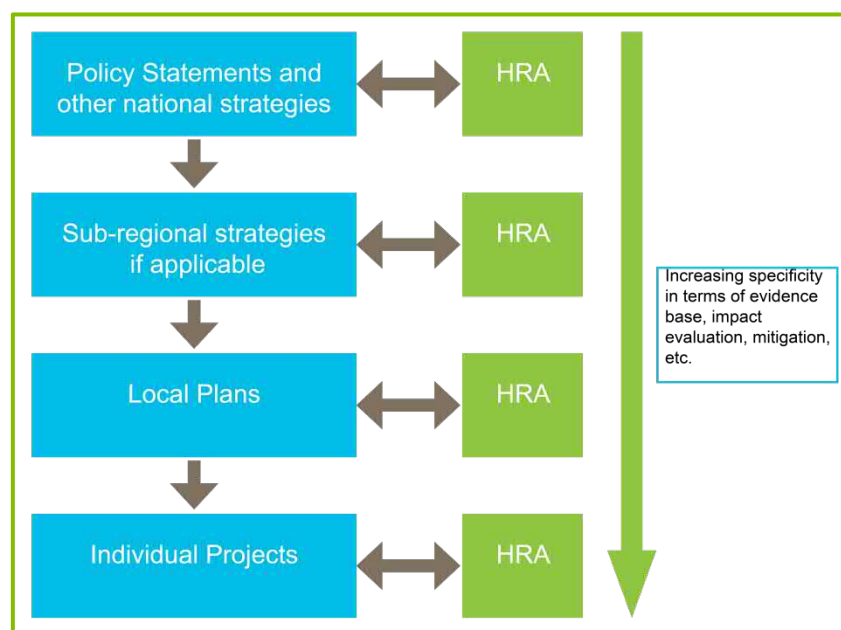 Policy Statements and
other national strategies
HRA
Sub-regional strategies
if applicable
HRA
Increasing specificity
in terms of evidence
base, impact
evaluation, mitigation,
etc.
Local Plans
HRA
Individual Projects
HRA